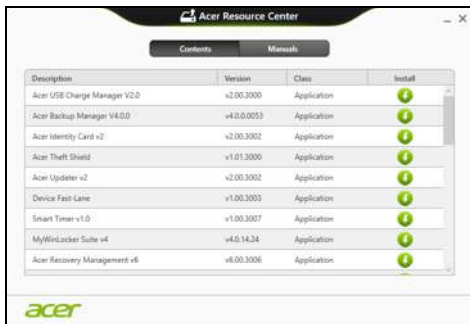 Acer Resource Center
Contents Manuals
Description Version Class Install
Acer USB Charge Manager V2.0 v2.00.3000 Application
Acer Backup Manager V4.0.0 v4.0.0.0053 Application
Acer Identity Card v2 v2.00.3002 Application
Acer Theft Shield v1.01.3000 Application
Acer Updater v2 v2.00.3002 Application
Device Fast-Lane v1.00.3003 Application
Smart Timer v1.0 v1.00.3007 Application
MyWinLocker Suite v4 v4.0.14.24 Application
Acer Recovery Management v6 v6.00.3006 Application
acer